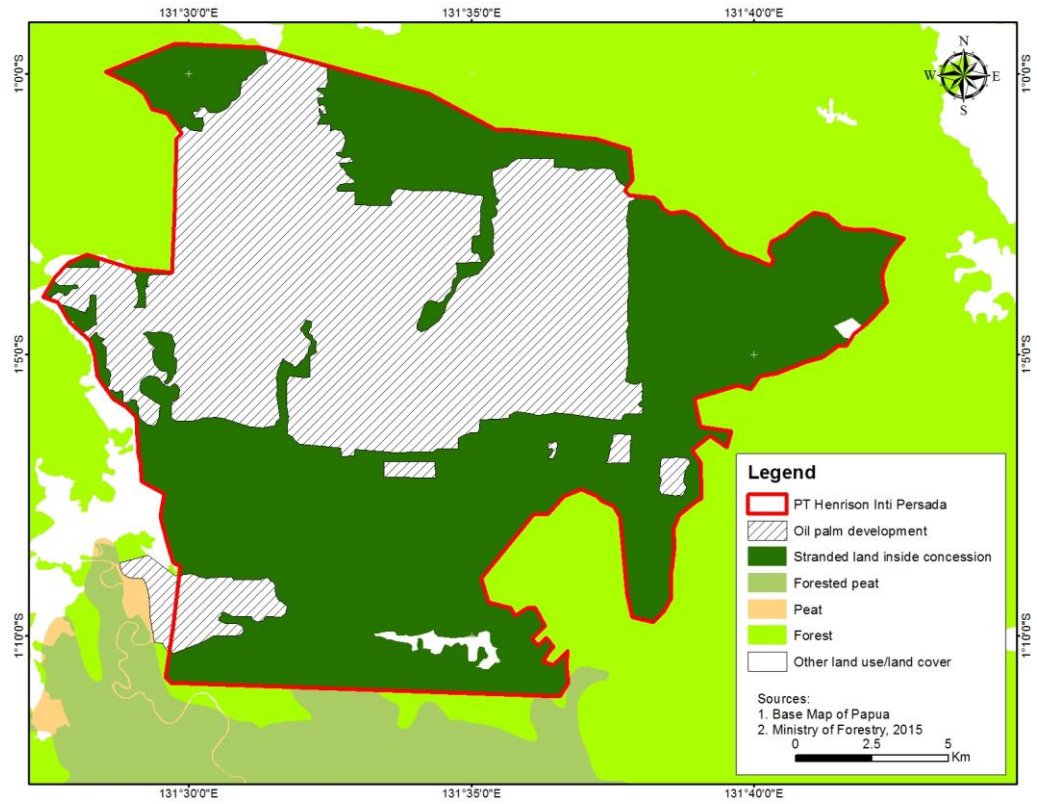 131°30'0"E 131°35'0"E 131°40'0"E
N
W E
S
1°0'0"S 1°0'0"S
1°50'0"S 1°50'0"S
Legend
PT Henrison Inti Persada
Oil palm development
Stranded land inside concession
Forested peat
Peat
Forest
Other land use/land cover
Sources:
1. Base Map of Papua
2. Ministry of Forestry, 2015
0 2.5 5
Km
1°10'0"S 1°10'0"S
131°30'0"E 131°35'0"E 131°40'0"E